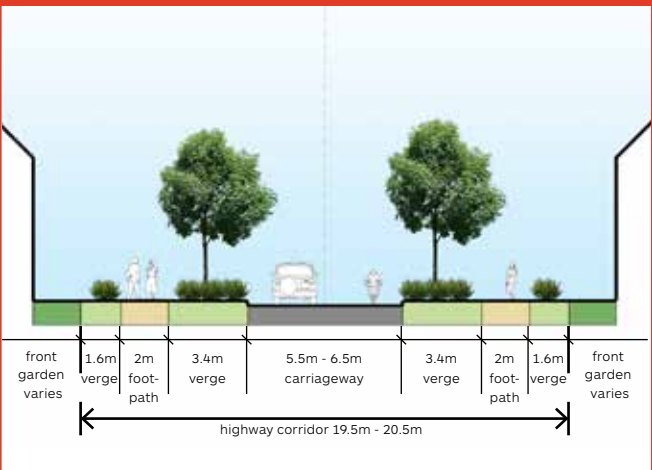 front
garden
varies
1.6m
verge
2m
foot-
path
3.4m
verge
5.5m - 6.5m
carriageway
3.4m
verge
2m
foot-
path
1.6m
verge
front
garden
varies
highway corridor 19.5m - 20.5m